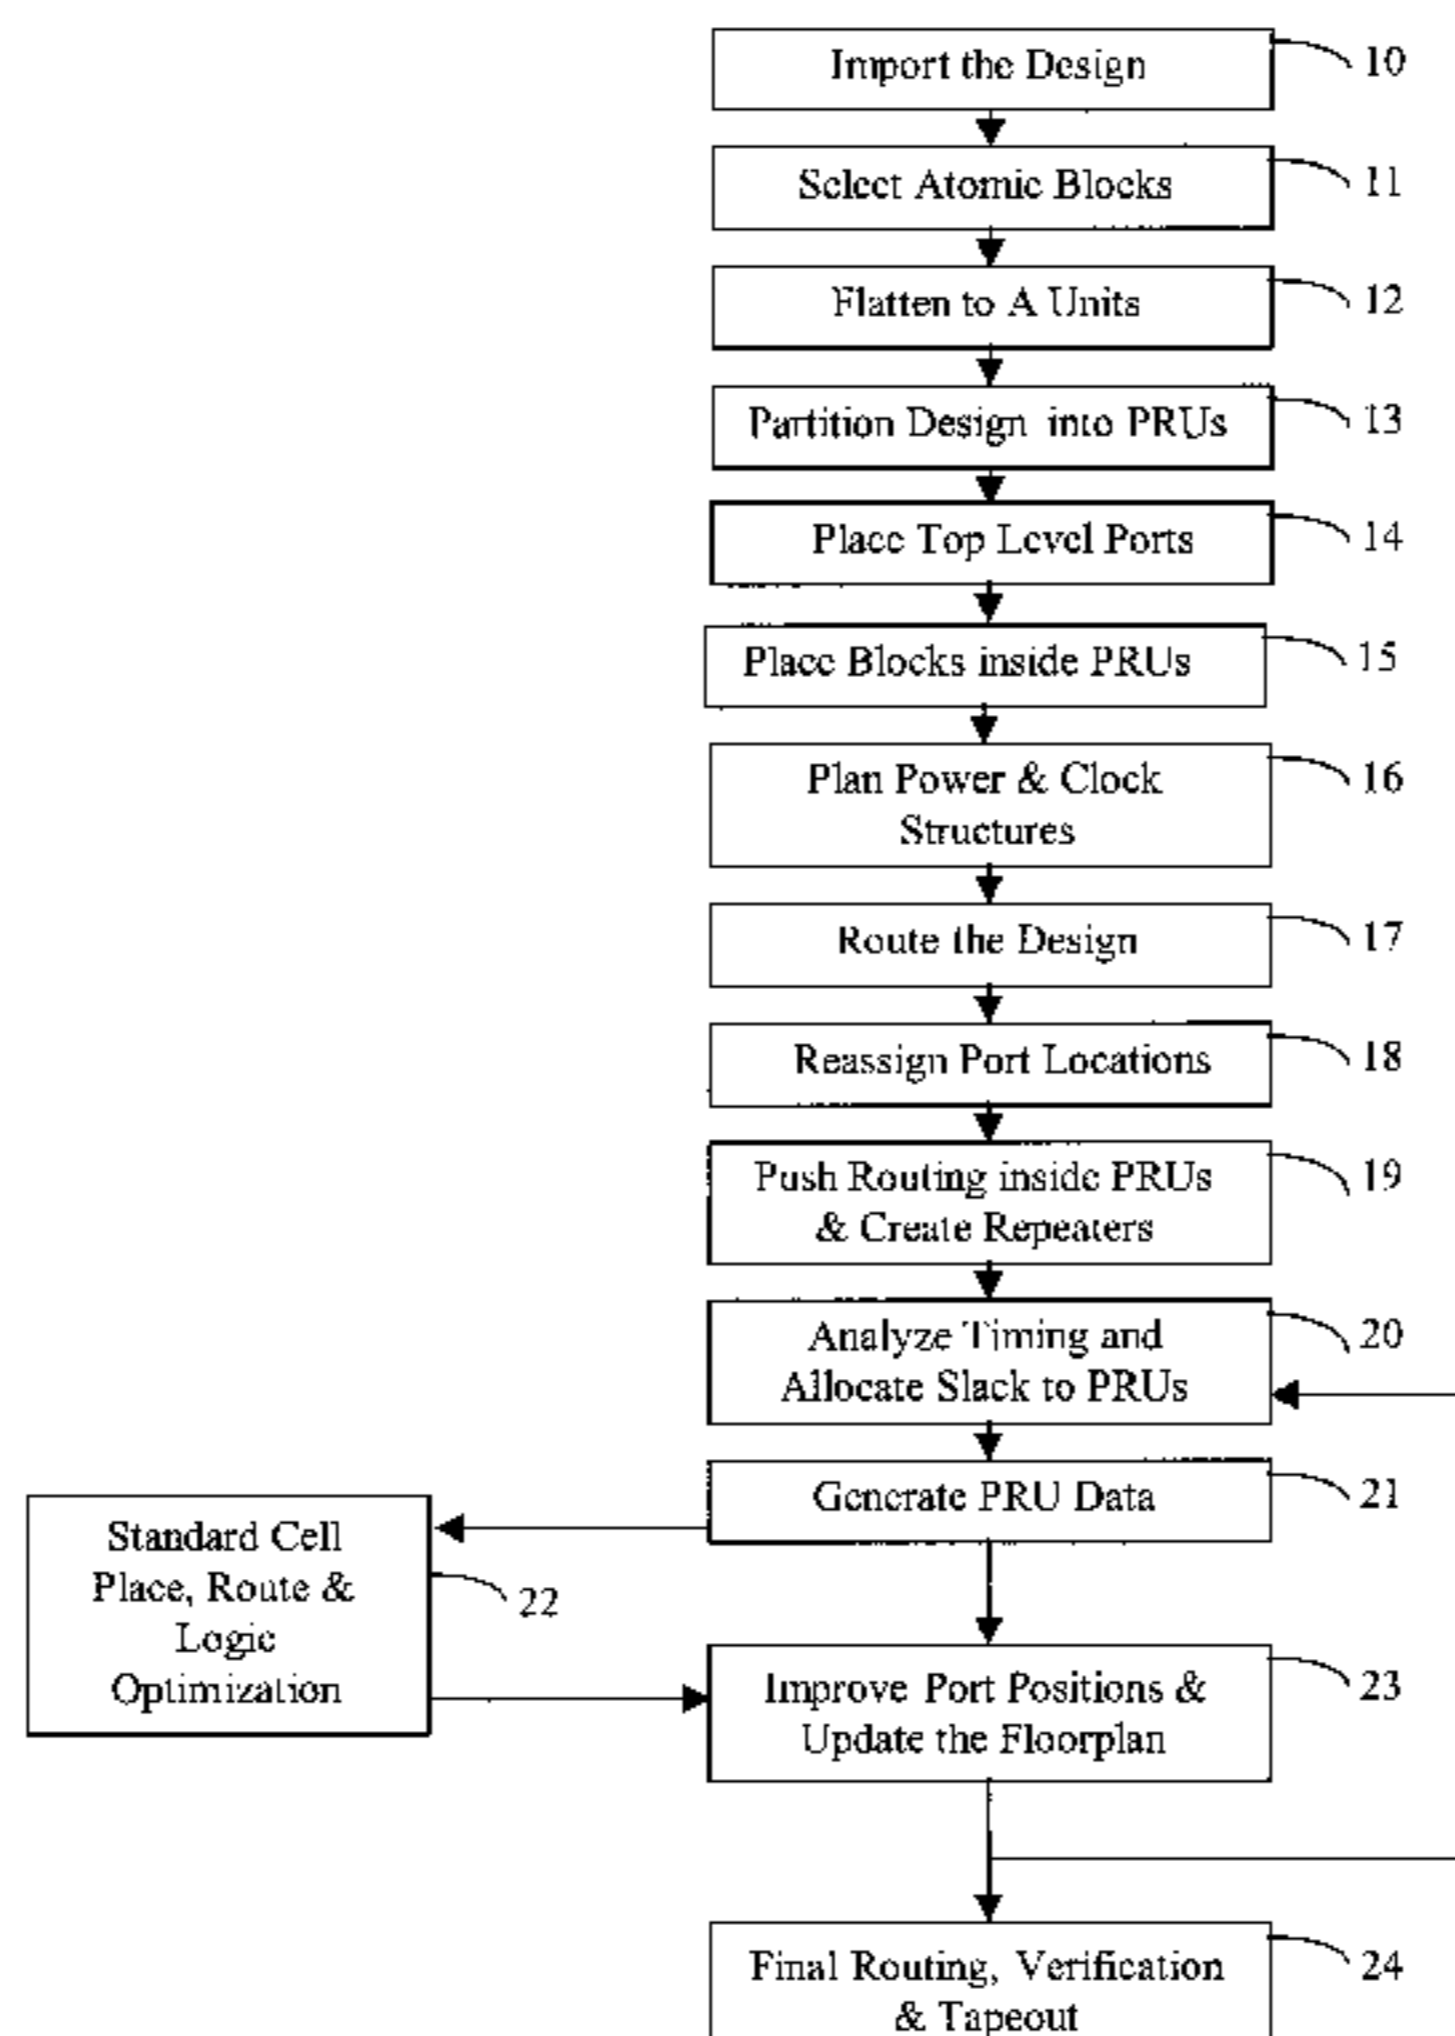 Import the Design
10
Select Atomic Blocks
11
Flatten to A Units
12
Partition Design into PRUs
13
Place Top Level Ports
14
Place Blocks inside PRUs
15
Plan Power & Clock
Structures
16
Route the Design
17
Reassign Port Locations
18
Push Routing inside PRUs
& Create Repeaters
19
Analyze Timing and
Allocate Slack to PRUs
20
Generate PRU Data
21
Standard Cell
Place, Route &
Logic
Optimization
22
Improve Port Positions &
Update the Floorplan
23
Final Routing, Verification
& Tapeout
24